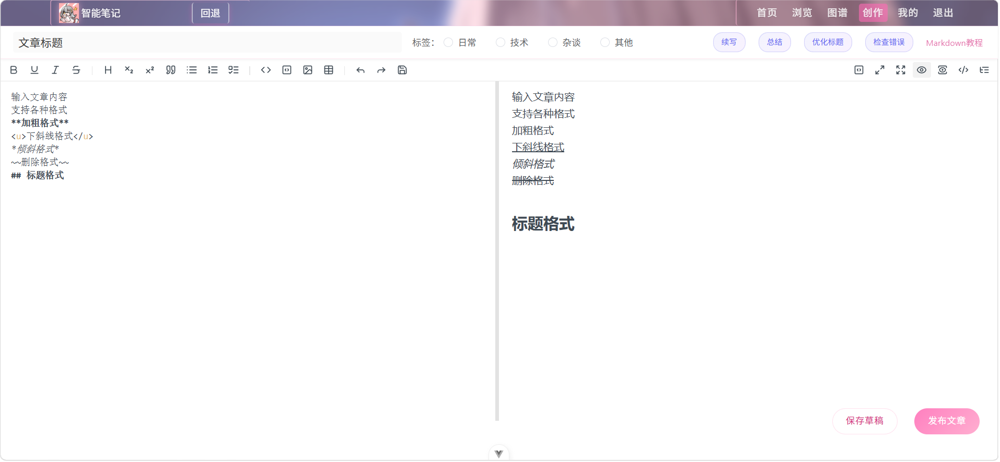 智能笔记
回退
首页 浏览 图谱 创作 我的 退出
文章标题
标签： 日常 技术 杂谈 其他
续写 总结 优化标题 检查错误 Markdown教程
输入文章内容
支持各种格式
**加粗格式**
<u>下斜线格式</u>
*倾斜格式*
~~删除格式~~
## 标题格式
输入文章内容
支持各种格式
加粗格式
下斜线格式
倾斜格式
删除格式
标题格式
保存草稿 发布文章